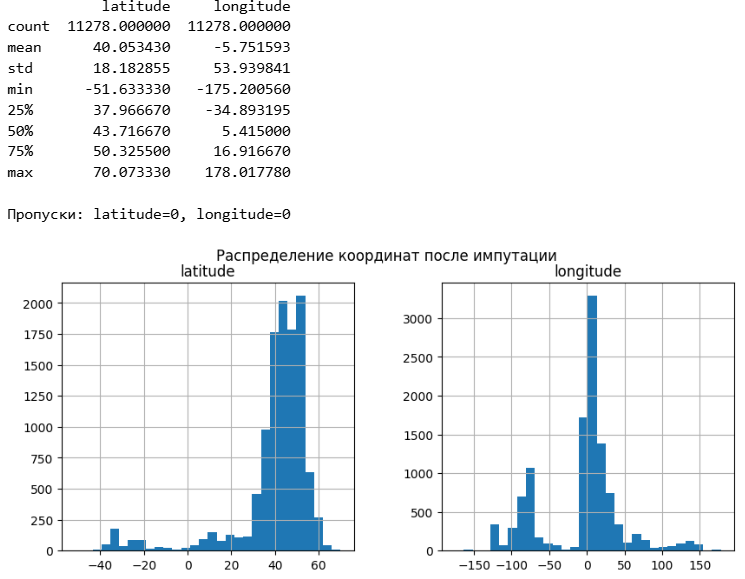 latitude longitude
count 11278.000000 11278.000000
mean 40.053430 -5.751593
std 18.182855 53.939841
min -51.633330 -175.200560
25% 37.966670 -34.893195
50% 43.716670 5.415000
75% 50.325500 16.916670
max 70.073330 178.017780
Пропуски: latitude=0, longitude=0
Распределение координат после импутации
latitude longitude
2000
1750
1500
1250
1000
750
500
250
0
−40 −20 0 20 40 60
3000
2500
2000
1500
1000
500
0
−150 −100 −50 0 50 100 150